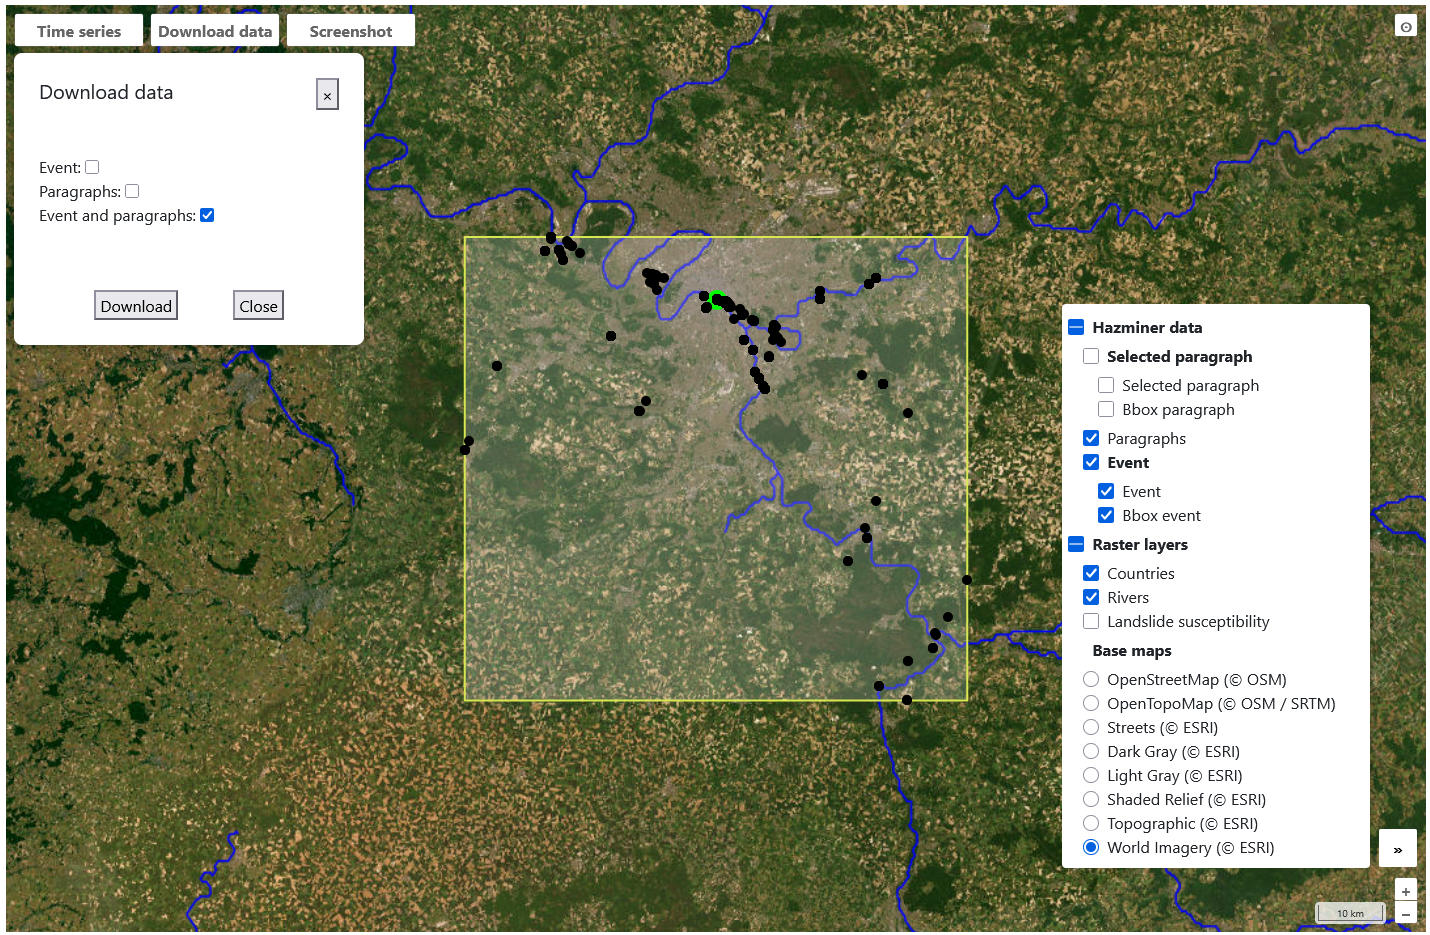 Time series
Download data
Screenshot
Download data
×
Event:
Paragraphs:
Event and paragraphs:
Download
Close
Hazminer data
Selected paragraph
Selected paragraph
Bbox paragraph
Paragraphs
Event
Event
Bbox event
Raster layers
Countries
Rivers
Landslide susceptibility
Base maps
OpenStreetMap (© OSM)
OpenTopoMap (© OSM / SRTM)
Streets (© ESRI)
Dark Gray (© ESRI)
Light Gray (© ESRI)
Shaded Relief (© ESRI)
Topographic (© ESRI)
World Imagery (© ESRI)
»
+
10 km
−